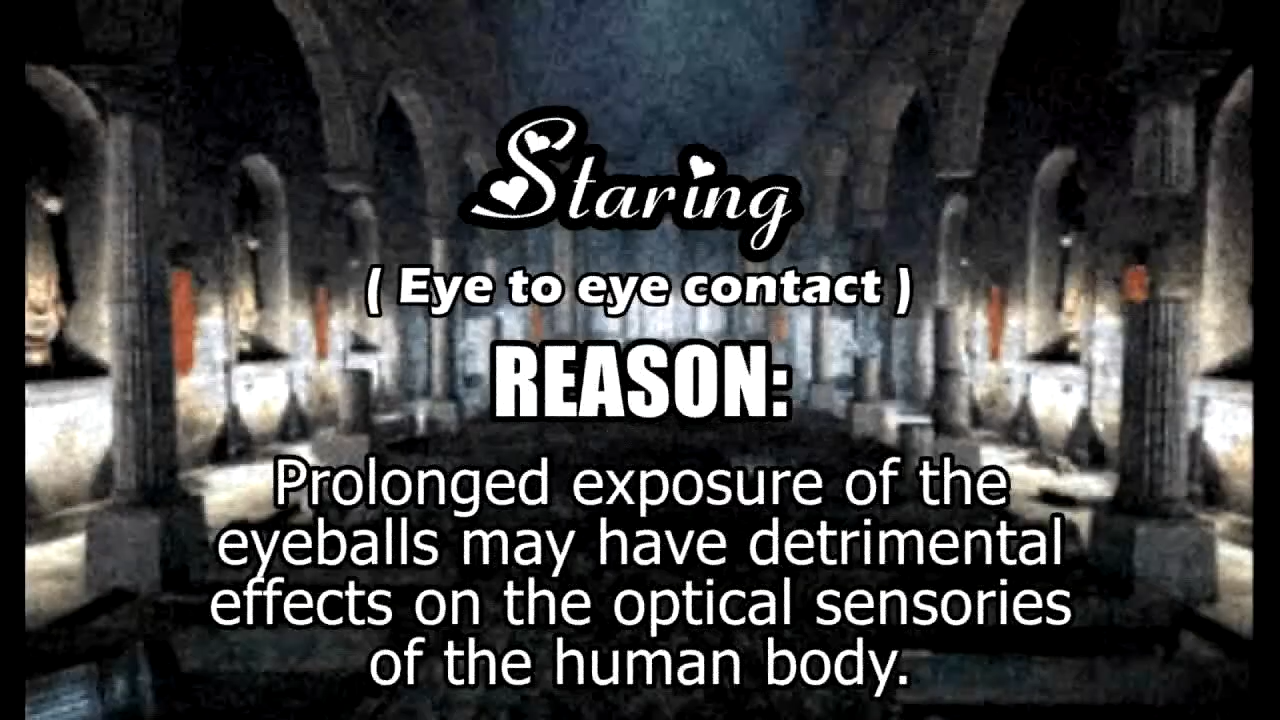 Staring
( Eye to eye contact )
REASON:
Prolonged exposure of the
eyeballs may have detrimental
effects on the optical sensories
of the human body.